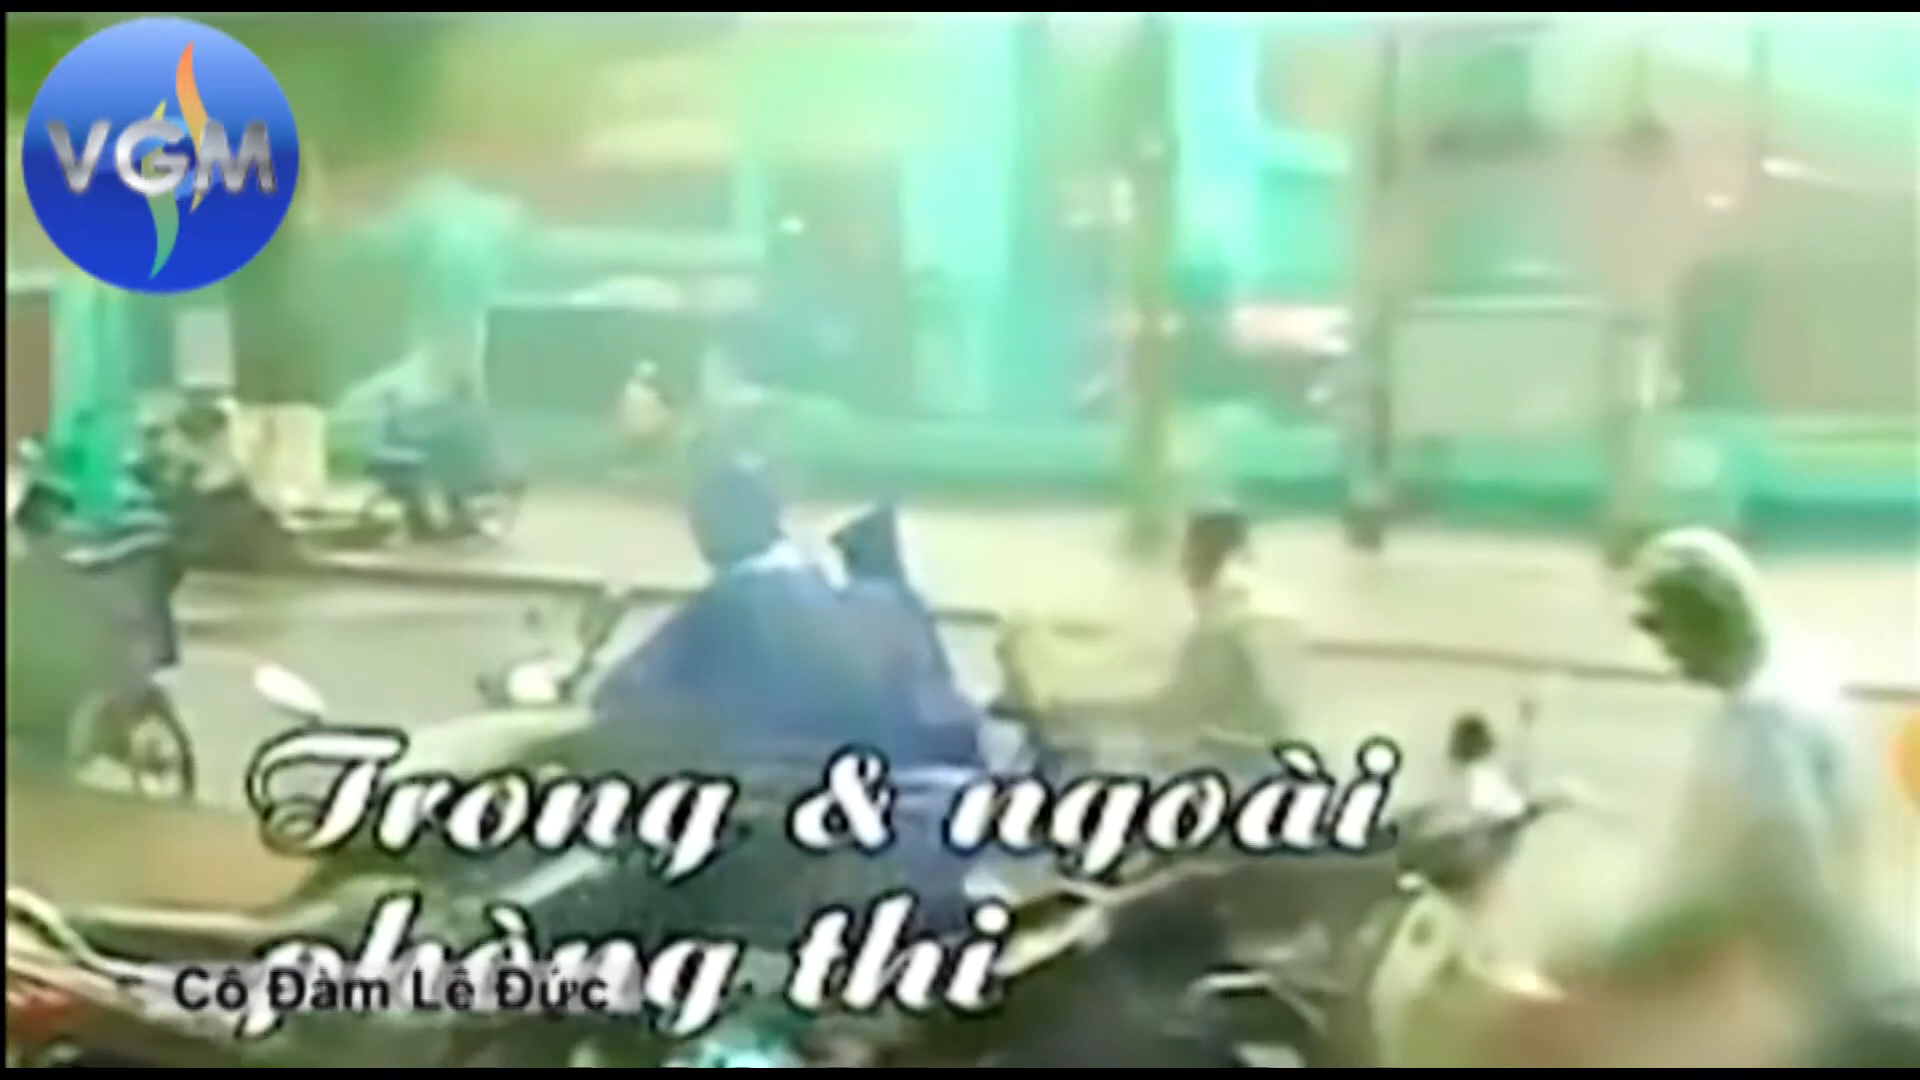 VGM
Trong & ngoài
phòng thi
Cô Đàm Lê Đức